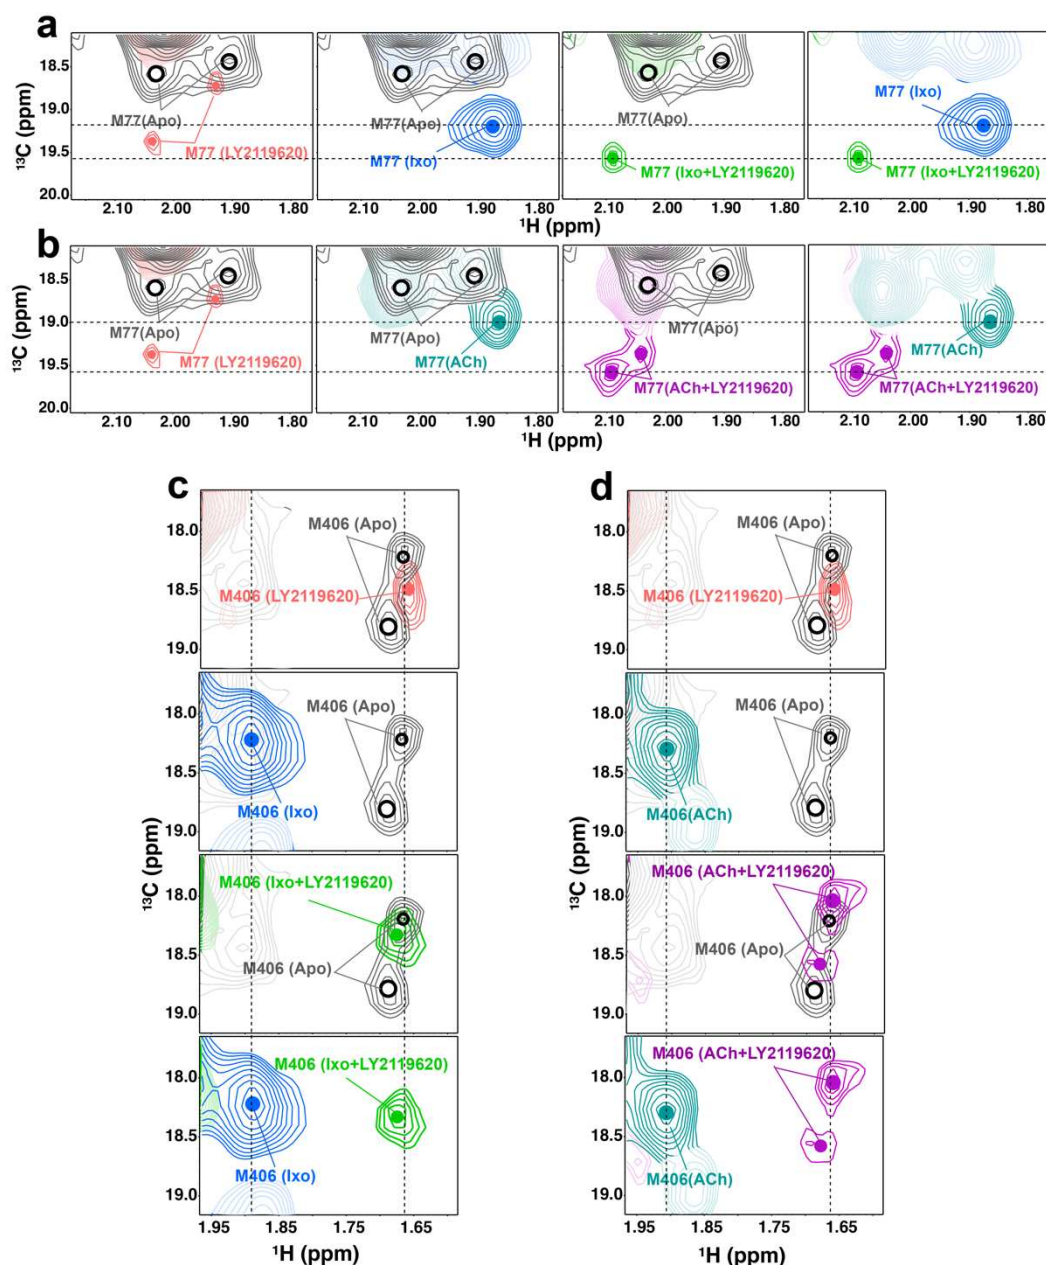 a
18.5
19.0
19.5
20.0
¹³C (ppm)
M77(Apo)
M77 (LY2119620)
M77(Apo)
M77 (Ixo)
M77(Apo)
M77 (Ixo+LY2119620)
M77 (Ixo)
M77 (Ixo+LY2119620)
2.10 2.00 1.90 1.80
2.10 2.00 1.90 1.80
2.10 2.00 1.90 1.80
2.10 2.00 1.90 1.80
¹H (ppm)
b
18.5
19.0
19.5
20.0
¹³C (ppm)
M77(Apo)
M77 (LY2119620)
M77(Apo)
M77(ACh)
M77(Apo)
M77(ACh+LY2119620)
M77(ACh)
M77(ACh+LY2119620)
2.10 2.00 1.90 1.80
2.10 2.00 1.90 1.80
2.10 2.00 1.90 1.80
2.10 2.00 1.90 1.80
¹H (ppm)
c
18.0
18.5
19.0
M406 (Apo)
M406 (LY2119620)
18.0
18.5
19.0
M406 (Apo)
M406 (Ixo)
¹³C (ppm)
18.0
18.5
19.0
M406 (Ixo+LY2119620)
M406 (Apo)
18.0
18.5
19.0
M406 (Ixo+LY2119620)
M406 (Ixo)
1.95 1.85 1.75 1.65
¹H (ppm)
d
18.0
18.5
19.0
M406 (Apo)
M406 (LY2119620)
18.0
18.5
19.0
M406 (Apo)
M406(ACh)
¹³C (ppm)
18.0
18.5
19.0
M406 (ACh+LY2119620)
M406 (Apo)
18.0
18.5
19.0
M406 (ACh+LY2119620)
M406(ACh)
1.95 1.85 1.75 1.65
¹H (ppm)